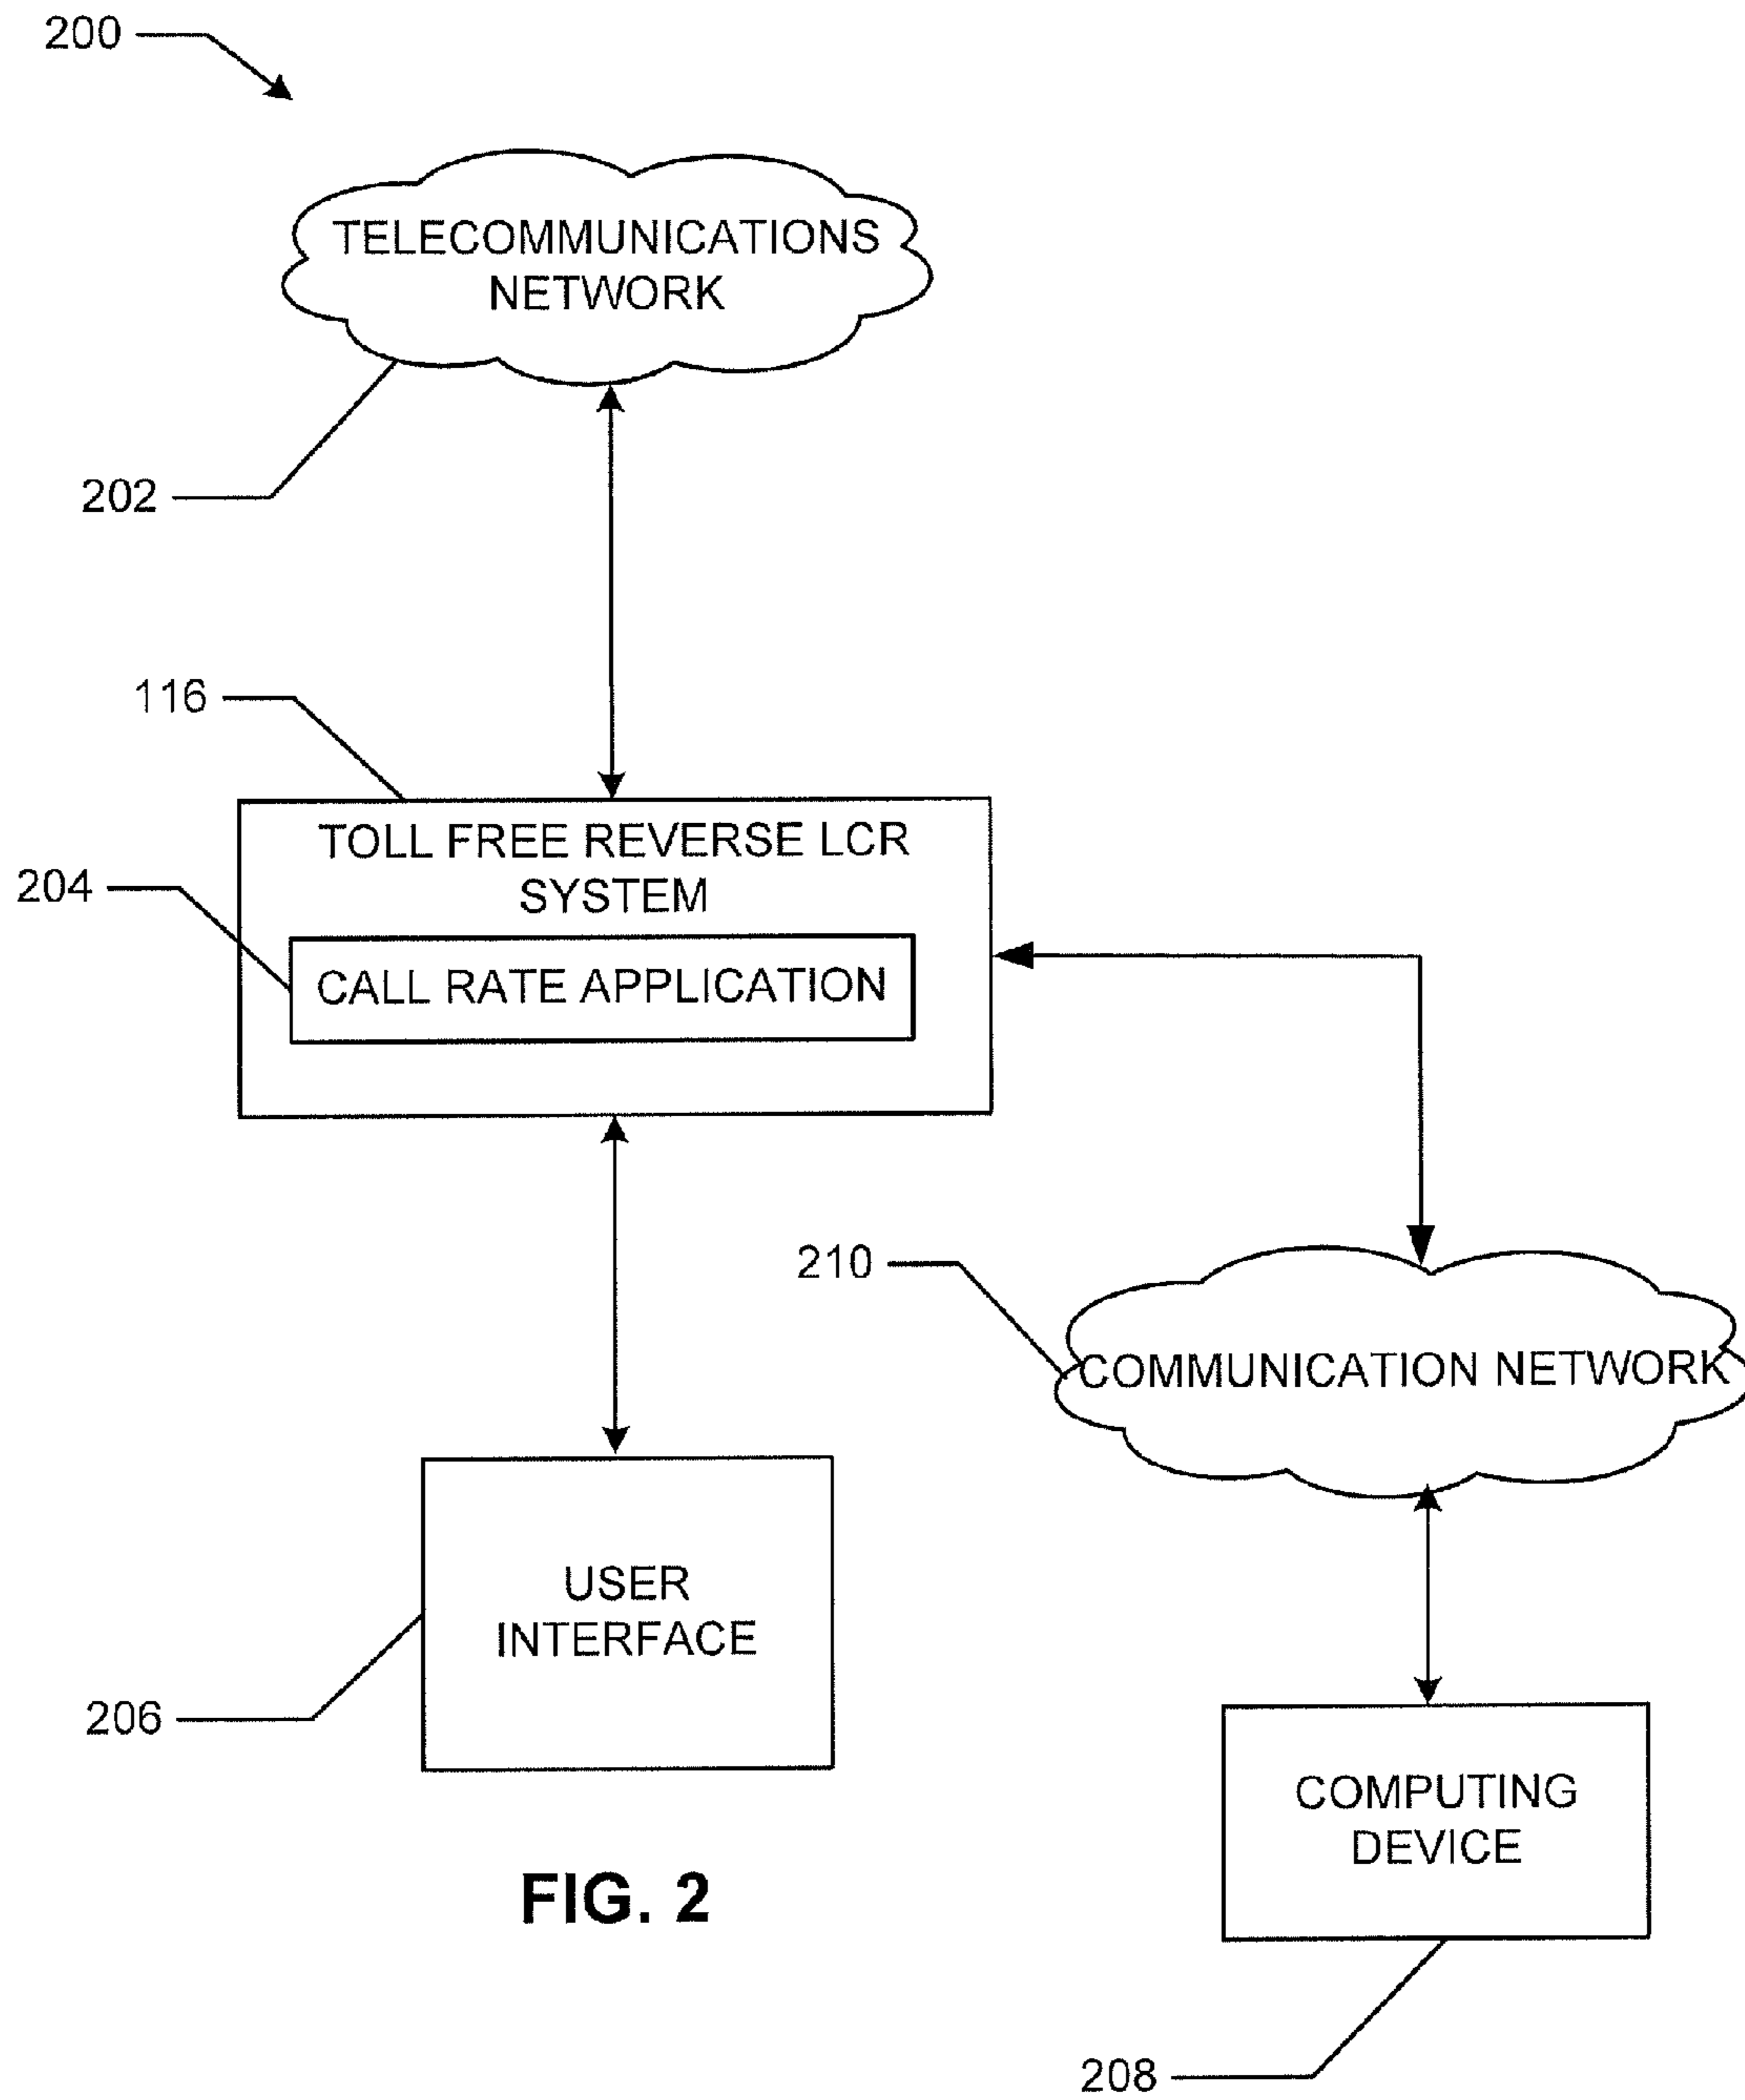 200
TELECOMMUNICATIONS
NETWORK
202
116
TOLL FREE REVERSE LCR
SYSTEM
204
CALL RATE APPLICATION
210
COMMUNICATION NETWORK
USER
INTERFACE
206
COMPUTING
DEVICE
FIG. 2
208